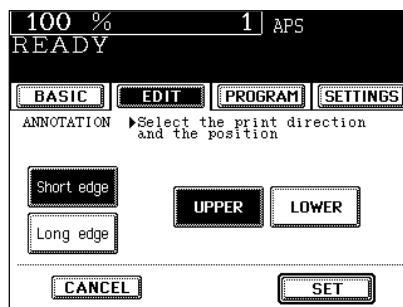 100 % 1 APS
READY
BASIC EDIT PROGRAM SETTINGS
ANNOTATION ▶Select the print direction
and the position
Short edge
UPPER LOWER
Long edge
CANCEL SET